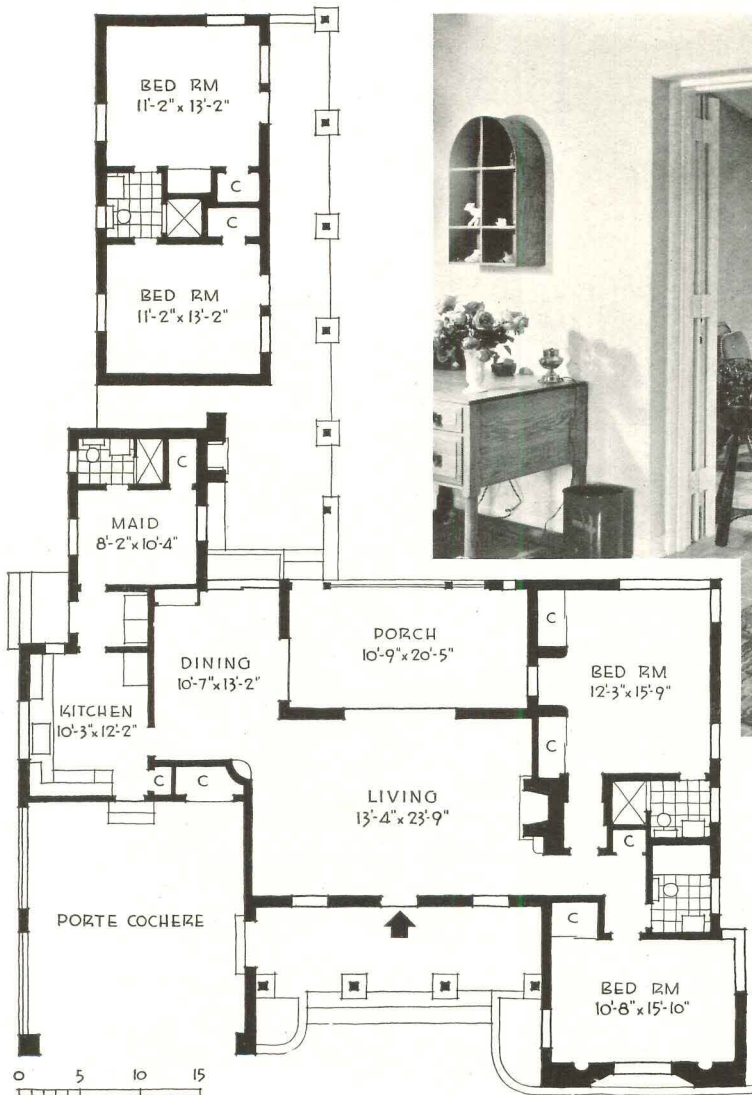 BED RM
11'-2" x 13'-2"
C
C
BED RM
11'-2" x 13'-2"
C
MAID
8'-2" x 10'-4"
PORCH
10'-9" x 20'-5"
C
DINING
10'-7" x 13'-2"
BED RM
12'-3" x 15'-9"
KITCHEN
10'-3" x 12'-2"
C
C
C
LIVING
13'-4" x 23'-9"
C
PORTE COCHERE
C
BED RM
10'-8" x 15'-10"
0 5 10 15